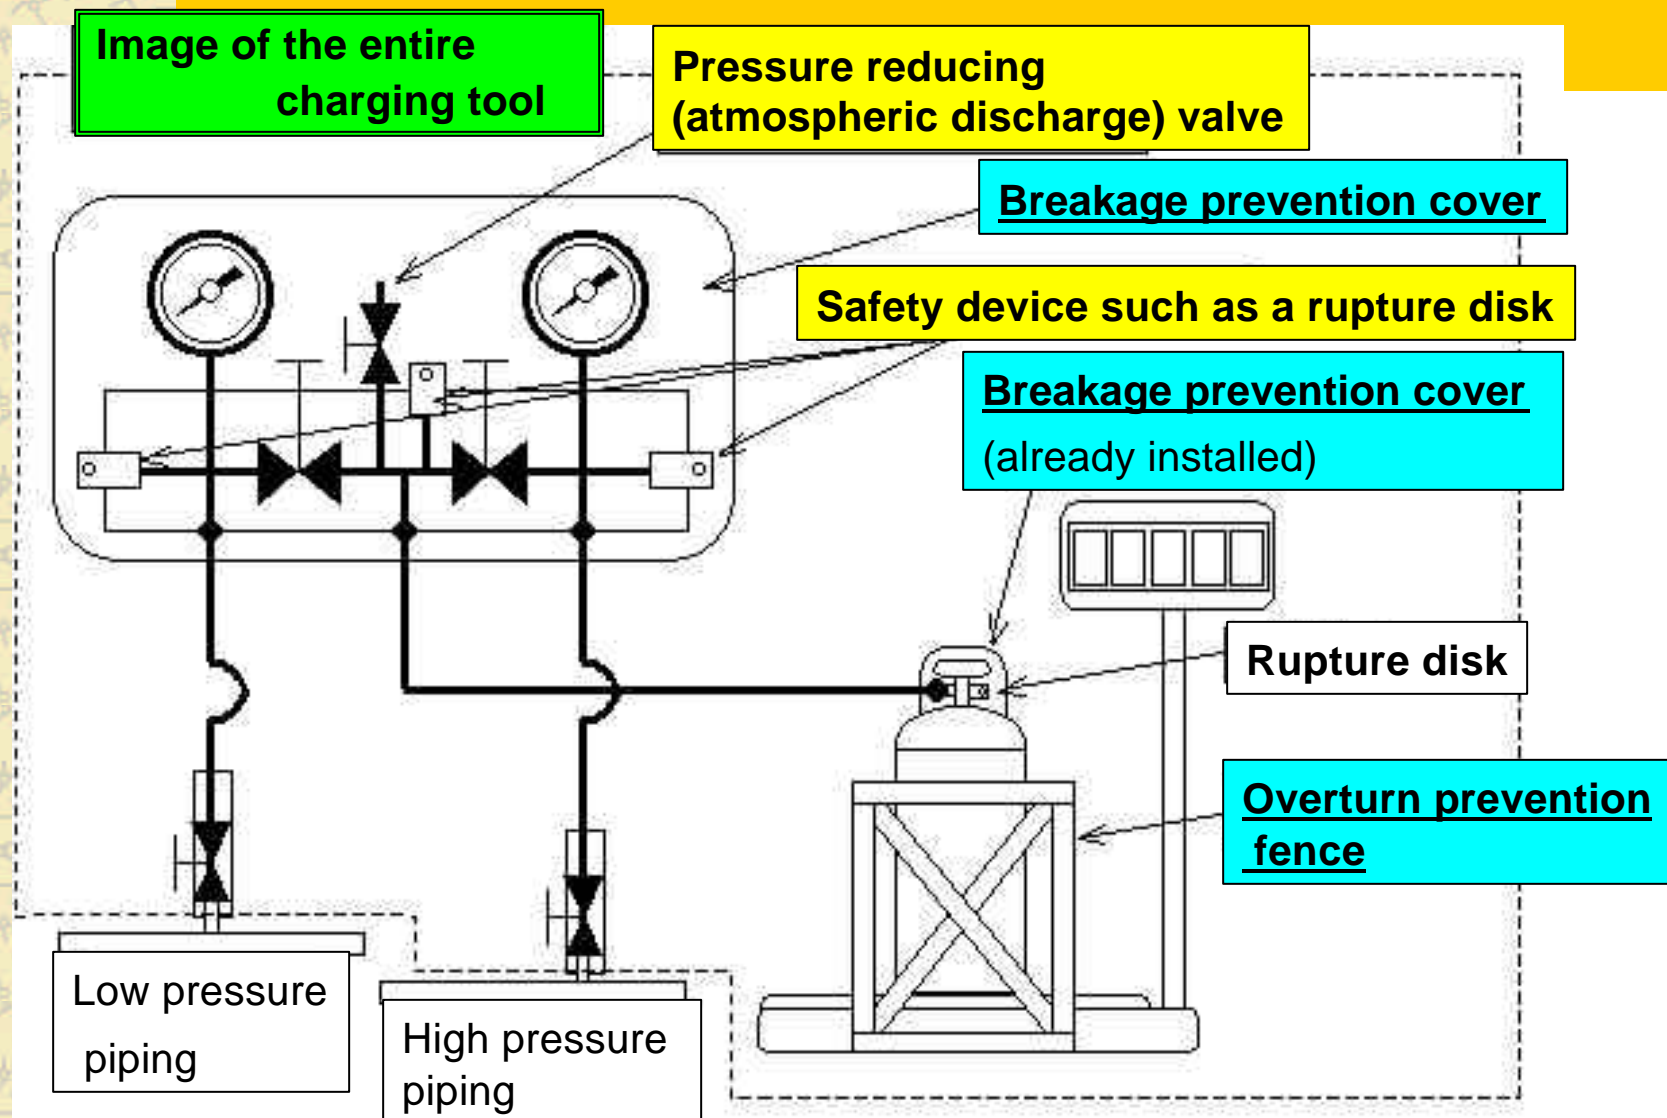 Image of the entire
charging tool
Pressure reducing
(atmospheric discharge) valve
Breakage prevention cover
Safety device such as a rupture disk
Breakage prevention cover
(already installed)
Rupture disk
Overturn prevention
fence
Low pressure
piping
High pressure
piping